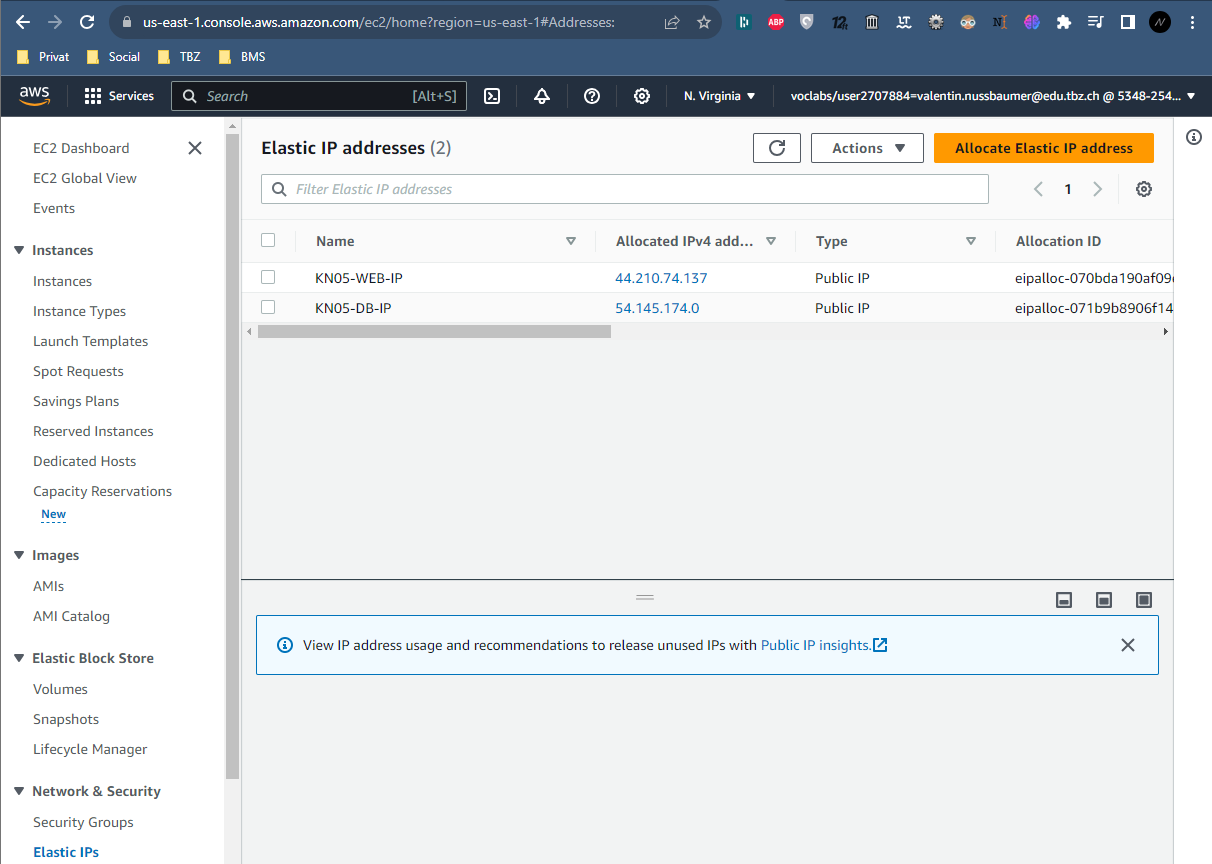 us-east-1.console.aws.amazon.com/ec2/home?region=us-east-1#Addresses:
ABP
Privat Social TBZ BMS
aws Services Search [Alt+S] N. Virginia voclabs/user2707884=valentin.nussbaumer@edu.tbz.ch @ 5348-254...
EC2 Dashboard
EC2 Global View
Events
Instances
Instances
Instance Types
Launch Templates
Spot Requests
Savings Plans
Reserved Instances
Dedicated Hosts
Capacity Reservations
New
Images
AMIs
AMI Catalog
Elastic Block Store
Volumes
Snapshots
Lifecycle Manager
Network & Security
Security Groups
Elastic IPs
Elastic IP addresses (2)
Actions
Allocate Elastic IP address
Filter Elastic IP addresses
1
Name Allocated IPv4 add... Type Allocation ID
KN05-WEB-IP 44.210.74.137 Public IP eipalloc-070bda190af09
KN05-DB-IP 54.145.174.0 Public IP eipalloc-071b9b8906f14
View IP address usage and recommendations to release unused IPs with Public IP insights.